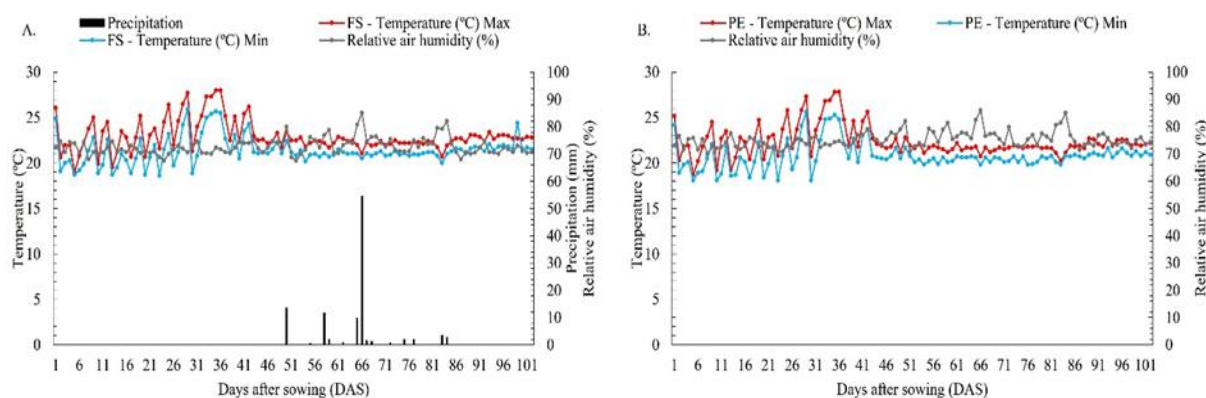 A.
Precipitation
FS - Temperature (ºC) Max
FS - Temperature (ºC) Min
Relative air humidity (%)
30
25
20
15
10
5
0
Temperature (ºC)
100
90
80
70
60
50
40
30
20
10
0
Precipitation (mm)
Relative air humidity (%)
1 6 11 16 21 26 31 36 41 46 51 56 61 66 71 76 81 86 91 96 101
Days after sowing (DAS)
B.
PE - Temperature (ºC) Max
PE - Temperature (ºC) Min
Relative air humidity (%)
30
25
20
15
10
5
0
Temperature (ºC)
100
90
80
70
60
50
40
30
20
10
0
Relative air humidity (%)
1 6 11 16 21 26 31 36 41 46 51 56 61 66 71 76 81 86 91 96 101
Days after sowing (DAS)